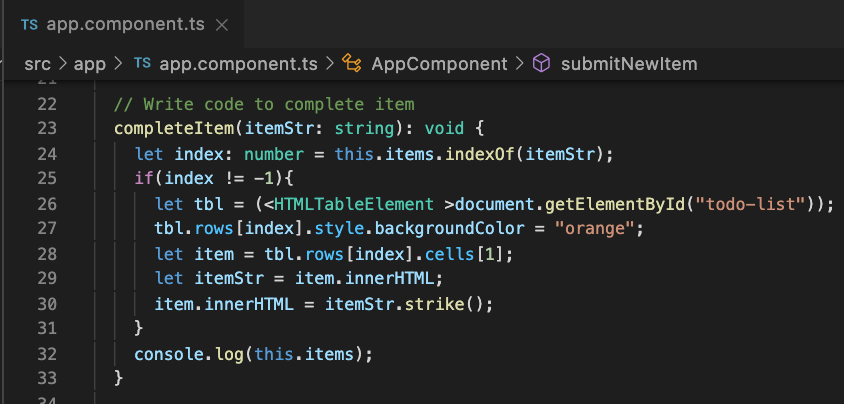 TS app.component.ts ×
src > app > TS app.component.ts > AppComponent > submitNewItem
21
22 // Write code to complete item
23 completeItem(itemStr: string): void {
24 let index: number = this.items.indexOf(itemStr);
25 if(index != -1){
26 let tbl = (<HTMLTableElement >document.getElementById("todo-list"));
27 tbl.rows[index].style.backgroundColor = "orange";
28 let item = tbl.rows[index].cells[1];
29 let itemStr = item.innerHTML;
30 item.innerHTML = itemStr.strike();
31 }
32 console.log(this.items);
33 }
34